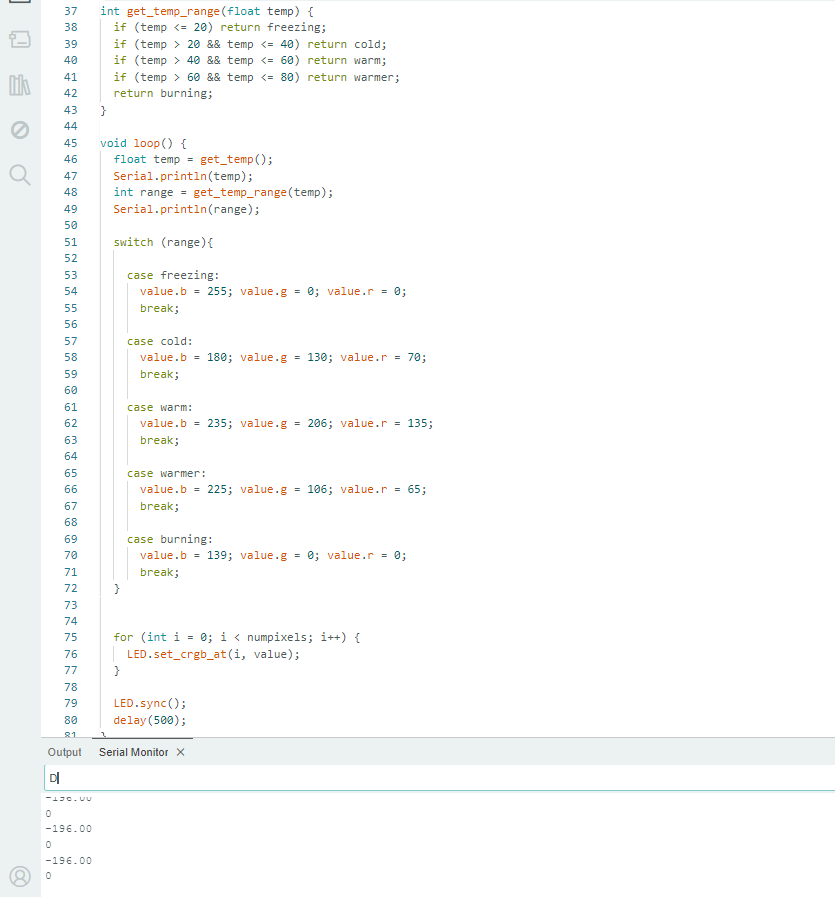 37 int get_temp_range(float temp) {
38 if (temp <= 20) return freezing;
39 if (temp > 20 && temp <= 40) return cold;
40 if (temp > 40 && temp <= 60) return warm;
41 if (temp > 60 && temp <= 80) return warmer;
42 return burning;
43 }
44
45 void loop() {
46 float temp = get_temp();
47 Serial.println(temp);
48 int range = get_temp_range(temp);
49 Serial.println(range);
50
51 switch (range){
52
53 case freezing:
54 value.b = 255; value.g = 0; value.r = 0;
55 break;
56
57 case cold:
58 value.b = 180; value.g = 130; value.r = 70;
59 break;
60
61 case warm:
62 value.b = 235; value.g = 206; value.r = 135;
63 break;
64
65 case warmer:
66 value.b = 225; value.g = 106; value.r = 65;
67 break;
68
69 case burning:
70 value.b = 139; value.g = 0; value.r = 0;
71 break;
72 }
73
74
75 for (int i = 0; i < numpixels; i++) {
76 LED.set_crgb_at(i, value);
77 }
78
79 LED.sync();
80 delay(500);
81 }
Output Serial Monitor ×
D
-196.00
0
-196.00
0
-196.00
0